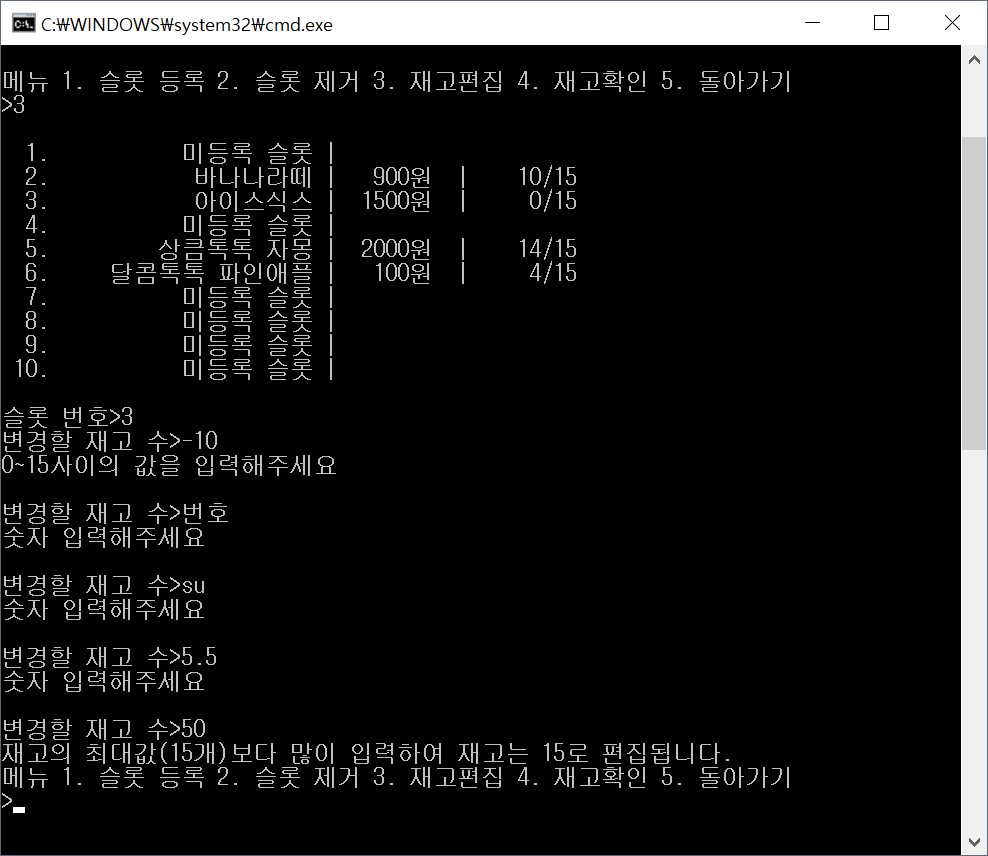 C:₩WINDOWS₩system32₩cmd.exe
메뉴 1. 슬롯 등록 2. 슬롯 제거 3. 재고편집 4. 재고확인 5. 돌아가기
>3
1. 미등록 슬롯 |
2. 바나나라떼 | 900원 | 10/15
3. 아이스식스 | 1500원 | 0/15
4. 미등록 슬롯 |
5. 상큼톡톡 자몽 | 2000원 | 14/15
6. 달콤톡톡 파인애플 | 100원 | 4/15
7. 미등록 슬롯 |
8. 미등록 슬롯 |
9. 미등록 슬롯 |
10. 미등록 슬롯 |
슬롯 번호>3
변경할 재고 수>-10
0~15사이의 값을 입력해주세요
변경할 재고 수>번호
숫자 입력해주세요
변경할 재고 수>su
숫자 입력해주세요
변경할 재고 수>5.5
숫자 입력해주세요
변경할 재고 수>50
재고의 최대값(15개)보다 많이 입력하여 재고는 15로 편집됩니다.
메뉴 1. 슬롯 등록 2. 슬롯 제거 3. 재고편집 4. 재고확인 5. 돌아가기
>